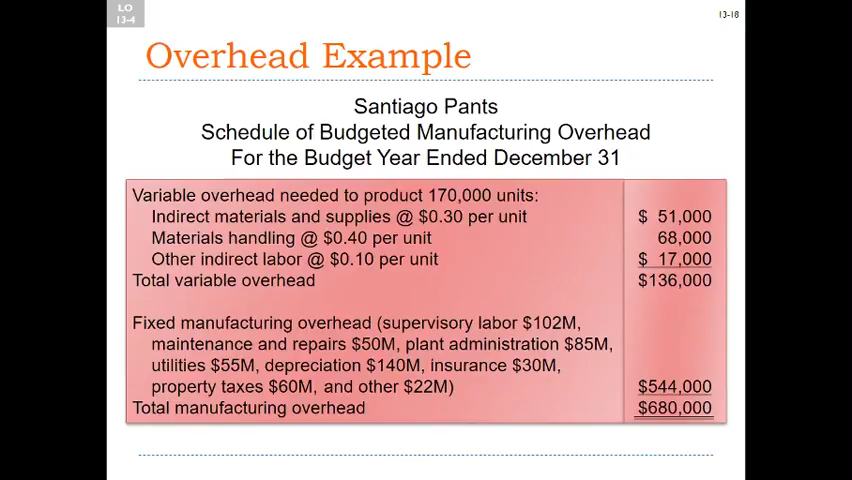 LO
13-4
13-18
Overhead Example
Santiago Pants
Schedule of Budgeted Manufacturing Overhead
For the Budget Year Ended December 31
Variable overhead needed to product 170,000 units:
Indirect materials and supplies @ $0.30 per unit $ 51,000
Materials handling @ $0.40 per unit 68,000
Other indirect labor @ $0.10 per unit $ 17,000
Total variable overhead $136,000
Fixed manufacturing overhead (supervisory labor $102M,
maintenance and repairs $50M, plant administration $85M,
utilities $55M, depreciation $140M, insurance $30M,
property taxes $60M, and other $22M) $544,000
Total manufacturing overhead $680,000